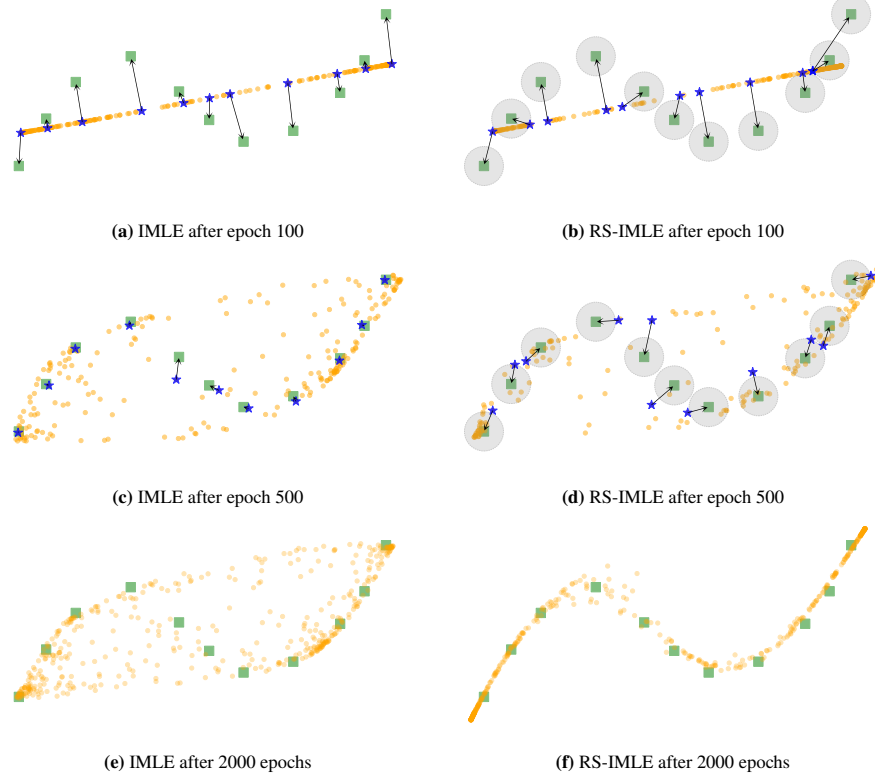 (a) IMLE after epoch 100
(b) RS-IMLE after epoch 100
(c) IMLE after epoch 500
(d) RS-IMLE after epoch 500
(e) IMLE after 2000 epochs
(f) RS-IMLE after 2000 epochs